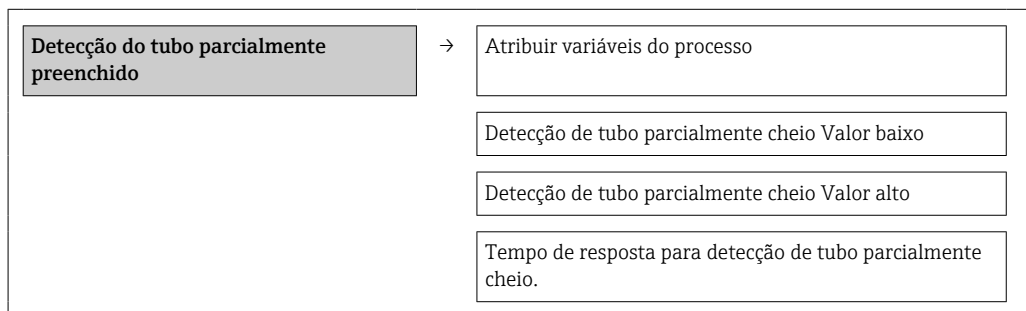 Detecção do tubo parcialmente
preenchido
→
Atribuir variáveis do processo
Detecção de tubo parcialmente cheio Valor baixo
Detecção de tubo parcialmente cheio Valor alto
Tempo de resposta para detecção de tubo parcialmente
cheio.